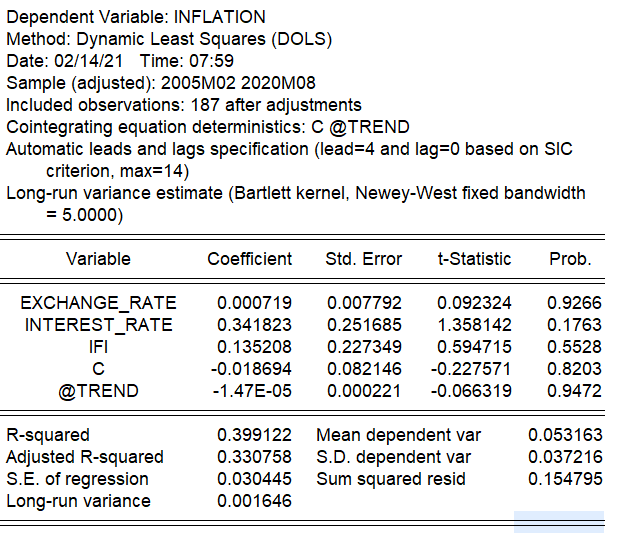 Dependent Variable: INFLATION
Method: Dynamic Least Squares (DOLS)
Date: 02/14/21 Time: 07:59
Sample (adjusted): 2005M02 2020M08
Included observations: 187 after adjustments
Cointegrating equation deterministics: C @TREND
Automatic leads and lags specification (lead=4 and lag=0 based on SIC
criterion, max=14)
Long-run variance estimate (Bartlett kernel, Newey-West fixed bandwidth
= 5.0000)
Variable Coefficient Std. Error t-Statistic Prob.
EXCHANGE_RATE 0.000719 0.007792 0.092324 0.9266
INTEREST_RATE 0.341823 0.251685 1.358142 0.1763
IFI 0.135208 0.227349 0.594715 0.5528
C -0.018694 0.082146 -0.227571 0.8203
@TREND -1.47E-05 0.000221 -0.066319 0.9472
R-squared 0.399122 Mean dependent var 0.053163
Adjusted R-squared 0.330758 S.D. dependent var 0.037216
S.E. of regression 0.030445 Sum squared resid 0.154795
Long-run variance 0.001646